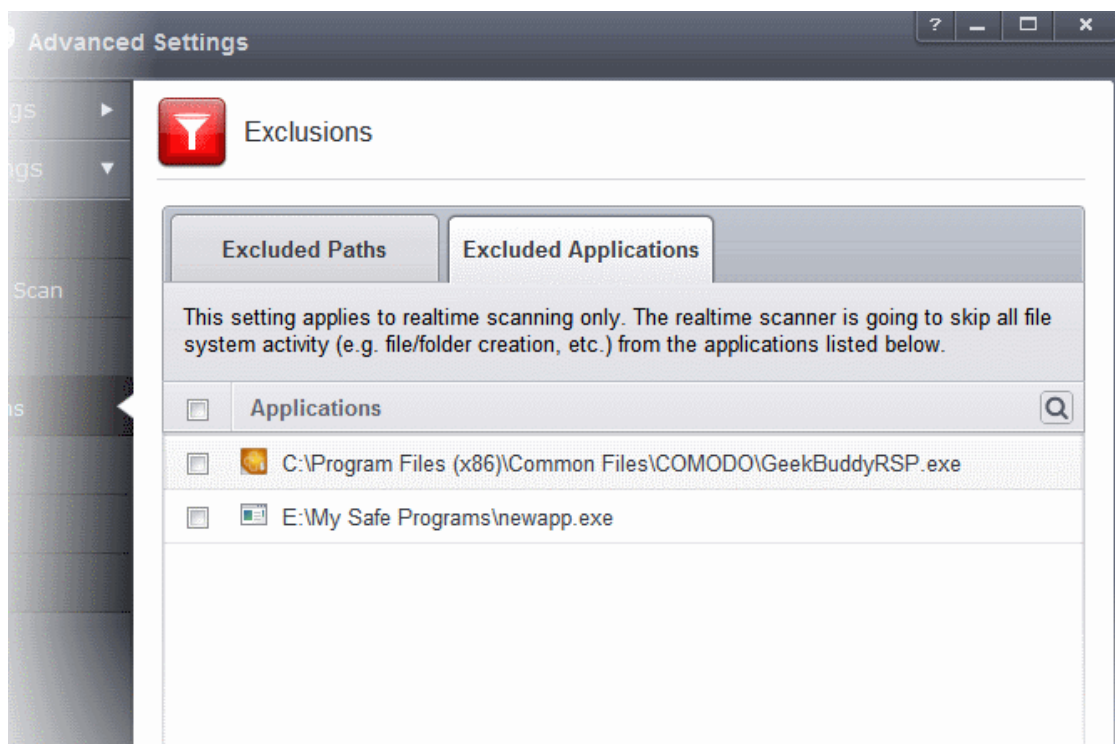 Advanced Settings
?
gs
ngs
Scan
Exclusions
Excluded Paths
Excluded Applications
This setting applies to realtime scanning only. The realtime scanner is going to skip all file
system activity (e.g. file/folder creation, etc.) from the applications listed below.
Applications
C:\Program Files (x86)\Common Files\COMODO\GeekBuddyRSP.exe
E:\My Safe Programs\newapp.exe